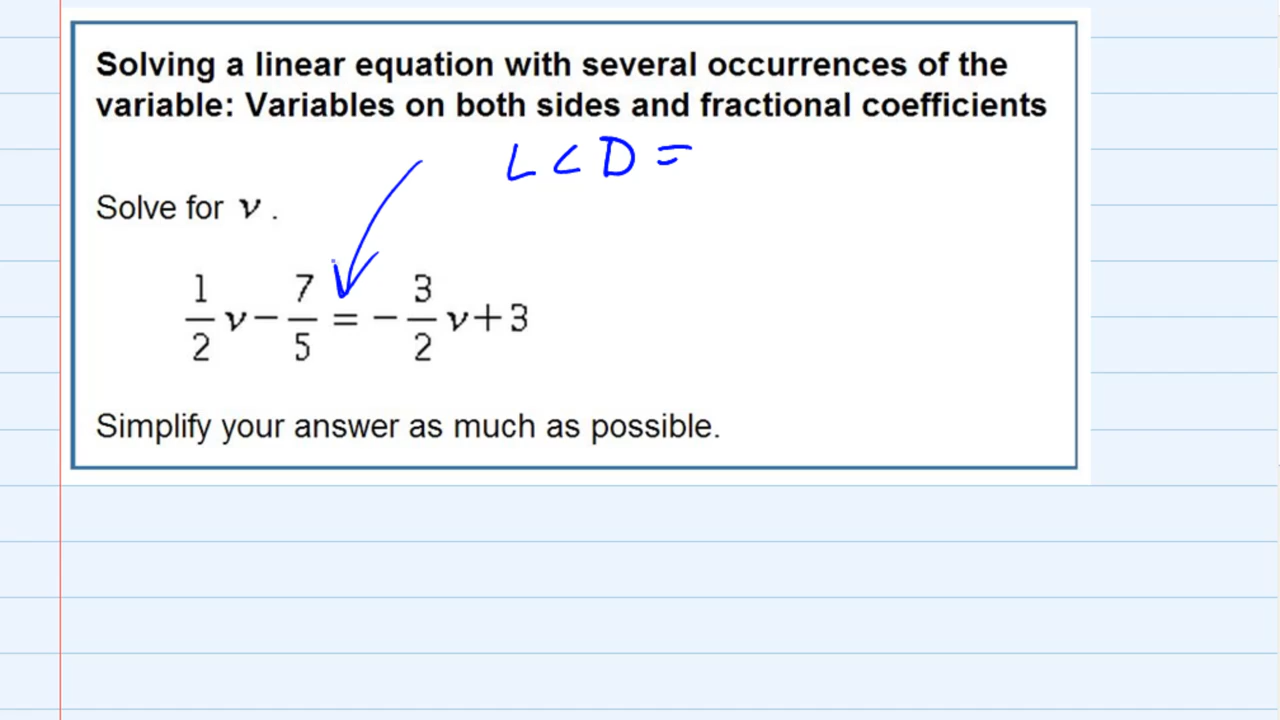 Solving a linear equation with several occurrences of the
variable: Variables on both sides and fractional coefficients
LCD =
Solve for v .
1/2 v − 7/5 = − 3/2 v + 3
Simplify your answer as much as possible.